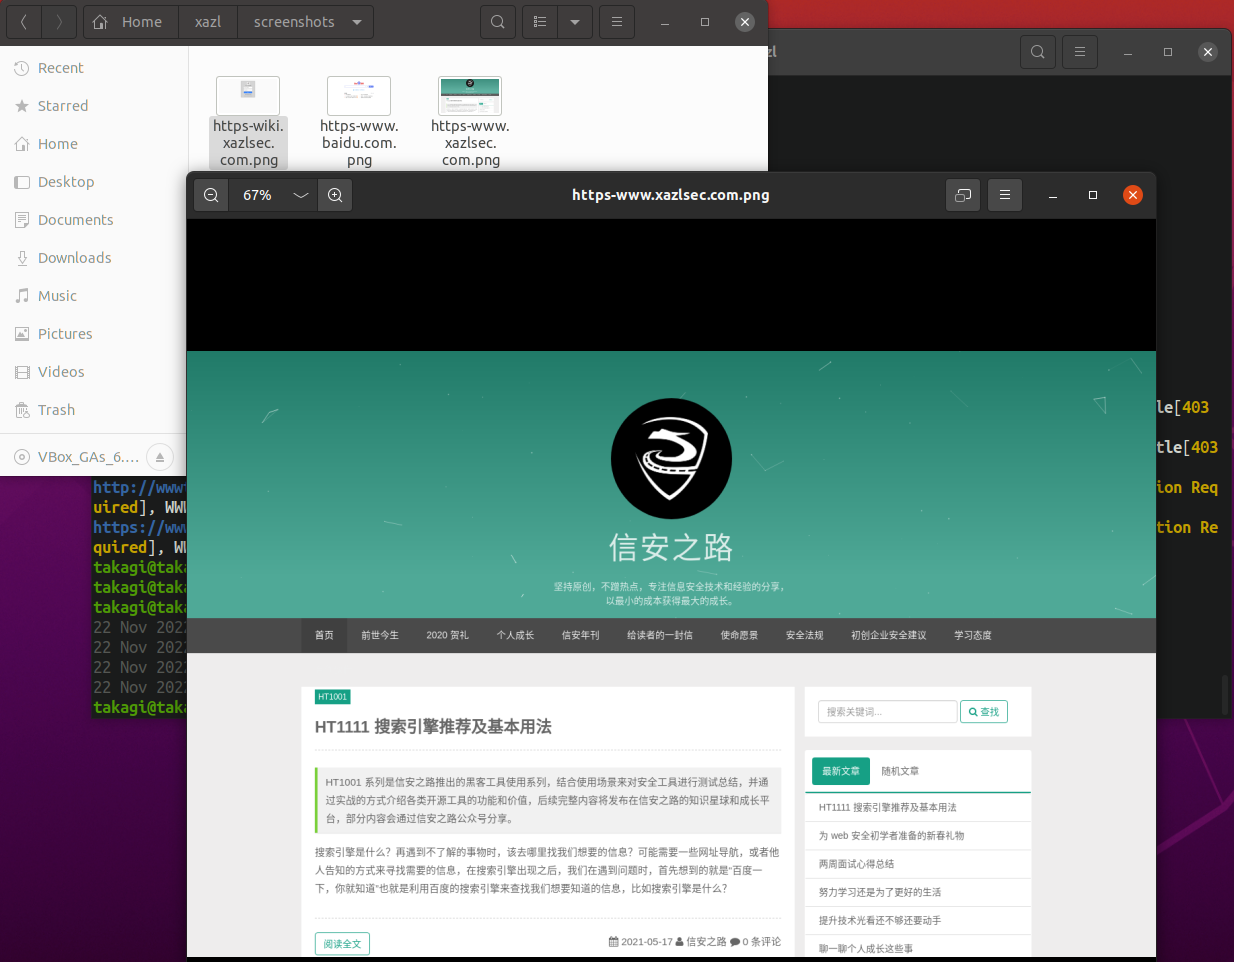 Home
xazl
screenshots
zl
Recent
Starred
Home
Desktop
Documents
Downloads
Music
Pictures
Videos
Trash
VBox_GAs_6....
https-wiki.
xazlsec.
com.png
https-www.
baidu.com.
png
https-www.
xazlsec.
com.png
67%
https-www.xazlsec.com.png
信安之路
坚持原创，不蹭热点，专注信息安全技术和经验的分享，
以最小的成本获得最大的成长。
首页 前世今生 2020 贺礼 个人成长 信安年刊 给读者的一封信 使命愿景 安全法规 初创企业安全建议 学习态度
HT1001
HT1111 搜索引擎推荐及基本用法
HT1001 系列是信安之路推出的黑客工具使用系列，结合使用场景来对安全工具进行测试总结，并通
过实战的方式介绍各类开源工具的功能和价值，后续完整内容将发布在信安之路的知识星球和成长平
台，部分内容会通过信安之路公众号分享。
搜索引擎是什么？再遇到不了解的事物时，该去哪里找我们想要的信息？可能需要一些网址导航，或者他
人告知的方式来寻找需要的信息，在搜索引擎出现之后，我们在遇到问题时，首先想到的就是“百度一
下，你就知道”也就是利用百度的搜索引擎来查找我们想要知道的信息，比如搜索引擎是什么？
阅读全文
2021-05-17 信安之路 0 条评论
搜索关键词...
查找
最新文章 随机文章
HT1111 搜索引擎推荐及基本用法
为 web 安全初学者准备的新春礼物
两周面试心得总结
努力学习还是为了更好的生活
提升技术光看还不够还要动手
聊一聊个人成长这些事
le[403
tle[403
ion Req
tion Re
http://www
uired], WW
https://ww
quired], W
takagi@tak
takagi@tak
takagi@tak
22 Nov 2022
22 Nov 2022
22 Nov 2022
22 Nov 2022
takagi@tak